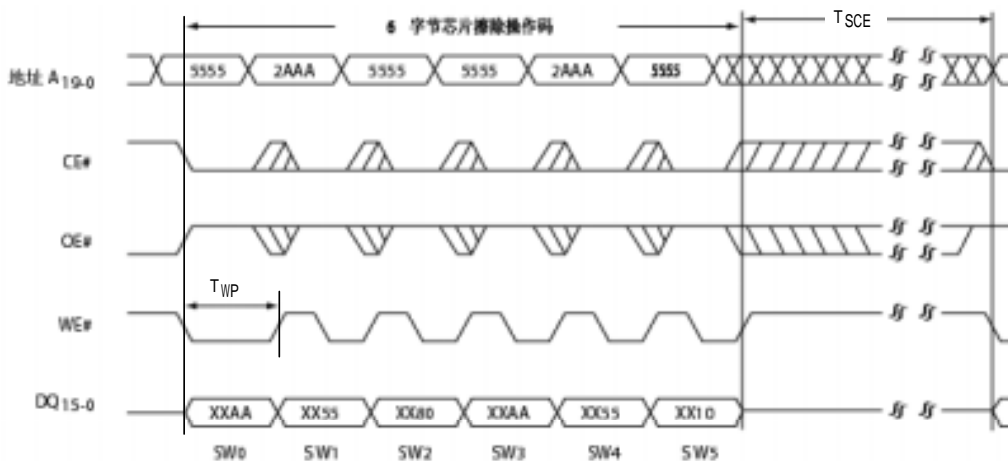 6 字节芯片擦除操作码
TSCE
地址 A19-0
5555 2AAA 5555 5555 2AAA 5555
CE#
OE#
TWP
WE#
DQ15-0
XXAA XX55 XX80 XXAA XX55 XX10
SW0 SW1 SW2 SW3 SW4 SW5